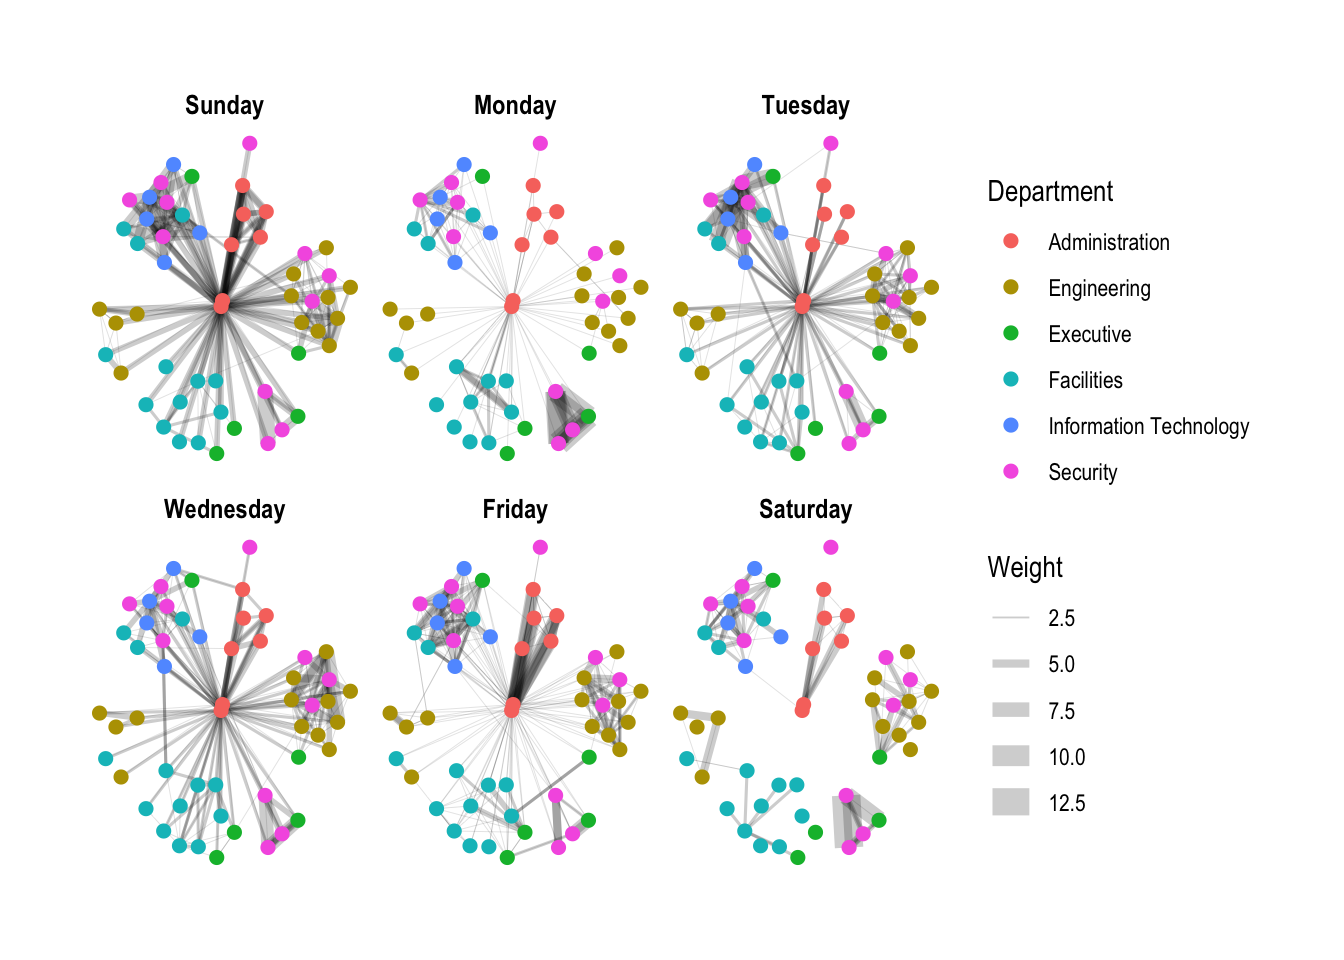 Sunday
Monday
Tuesday
Wednesday
Friday
Saturday
Department
Administration
Engineering
Executive
Facilities
Information Technology
Security
Weight
2.5
5.0
7.5
10.0
12.5